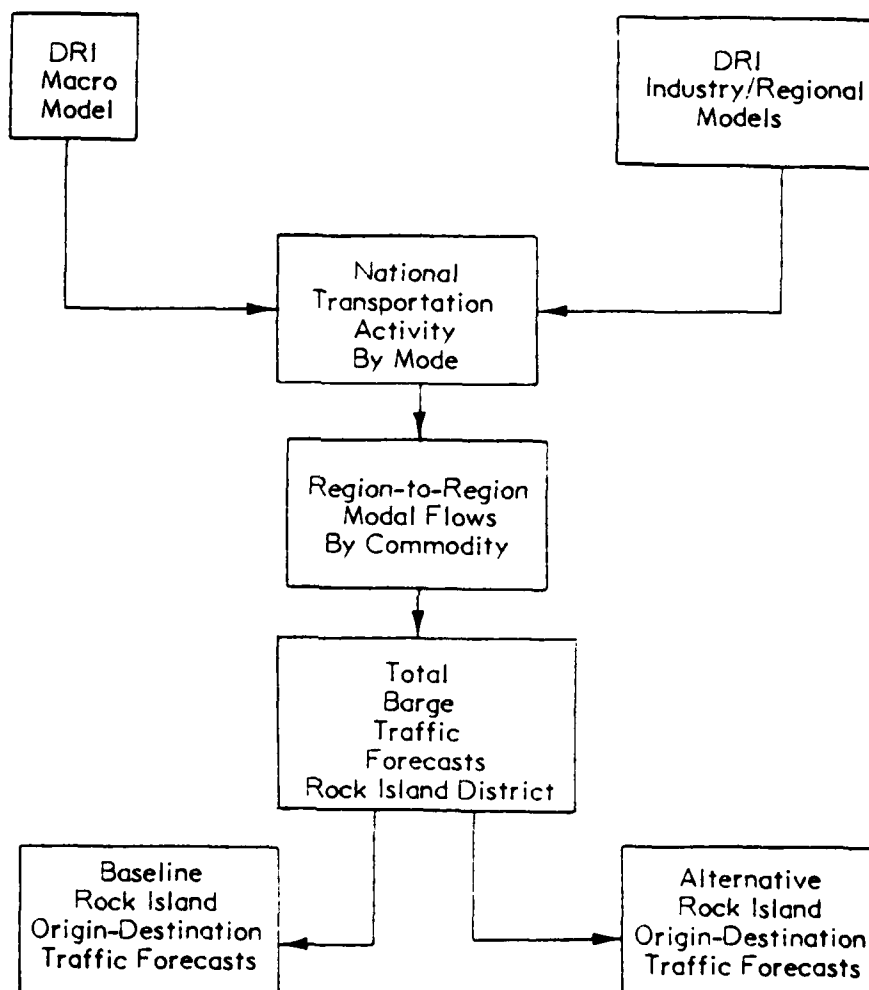 DRI
Macro
Model
DRI
Industry/Regional
Models
National
Transportation
Activity
By Mode
Region-to-Region
Modal Flows
By Commodity
Total
Barge
Traffic
Forecasts
Rock Island District
Baseline
Rock Island
Origin-Destination
Traffic Forecasts
Alternative
Rock Island
Origin-Destination
Traffic Forecasts